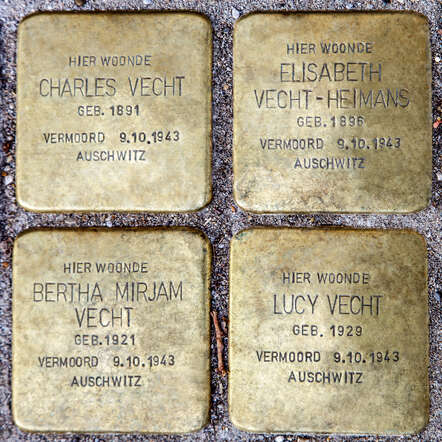 HIER WOONDE
CHARLES VECHT
GEB. 1891
VERMOORD 9.10.1943
AUSCHWITZ
HIER WOONDE
ELISABETH
VECHT-HEIMANS
GEB. 1896
VERMOORD 9.10.1943
AUSCHWITZ
HIER WOONDE
BERTHA MIRJAM
VECHT
GEB. 1921
VERMOORD 9.10.1943
AUSCHWITZ
HIER WOONDE
LUCY VECHT
GEB. 1929
VERMOORD 9.10.1943
AUSCHWITZ